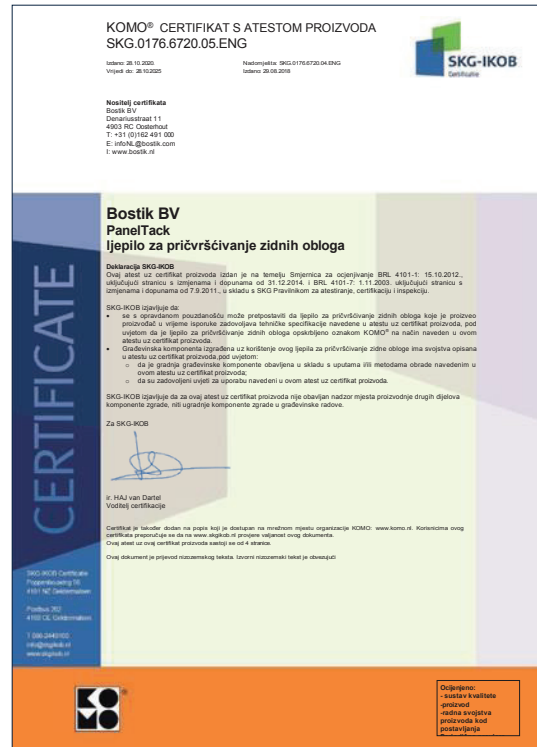 KOMO® CERTIFIKAT S ATESTOM PROIZVODA
SKG.0176.6720.05.ENG
Izdano: 28.10.2020.
Nadomješta: SKG.0176.6720.04.ENG
Vrijedi do: 28.10.2025
Izdano: 29.08.2018
SKG-IKOB
Certificatie
Nositelj certifikata
Bostik BV
Denariusstraat 11
4903 RC Oosterhout
T: +31 (0)162 491 000
E: infoNL@bostik.com
I: www.bostik.nl
CERTIFICATE
Bostik BV
PanelTack
ljepilo za pričvršćivanje zidnih obloga
Deklaracija SKG-IKOB
Ovaj atest uz certifikat proizvoda izdan je na temelju Smjernica za ocjenjivanje BRL 4101-1: 15.10.2012.,
uključujući stranicu s izmjenama i dopunama od 31.12.2014. i BRL 4101-7: 1.11.2003. uključujući stranicu s
izmjenama i dopunama od 7.9.2011., u skladu s SKG Pravilnikom za atestiranje, certifikaciju i inspekciju.
SKG-IKOB izjavljuje da:
• se s opravdanom pouzdanošću može pretpostaviti da ljepilo za pričvršćivanje zidnih obloga koje je proizveo
proizvođač u vrijeme isporuke zadovoljava tehničke specifikacije navedene u atestu uz certifikat proizvoda, pod
uvjetom da je ljepilo za pričvršćivanje zidnih obloga opskrbljeno oznakom KOMO® na način naveden u ovom
atestu uz certifikat proizvoda.
• Građevinska komponenta izgrađena uz korištenje ovog ljepila za pričvršćivanje zidne obloge ima svojstva opisana
u atestu uz certifikat proizvoda,pod uvjetom:
○ da je gradnja građevinske komponente obavljena u skladu s uputama i/ili metodama obrade navedenim u
ovom atestu uz certifikat proizvoda;
○ da su zadovoljeni uvjeti za uporabu navedeni u ovom atest uz certifikat proizvoda.
SKG-IKOB izjavljuje da za ovaj atest uz certifikat proizvoda nije obavljan nadzor mjesta proizvodnje drugih dijelova
komponente zgrade, niti ugradnje komponente zgrade u građevinske radove.
Za SKG-IKOB
ir. HAJ van Dartel
Voditelj certifikacije
Certifikat je također dodan na popis koji je dostupan na mrežnom mjestu organizacije KOMO: www.komo.nl. Korisnicima ovog
certifikata preporučuje se da na www.skgikob.nl provjere valjanost ovog dokumenta.
Ovaj atest uz ovaj certifikat proizvoda sastoji se od 4 stranice.
Ovaj dokument je prijevod nizozemskog teksta. Izvorni nizozemski tekst je obvezujući
SKG-IKOB Certificatie
Poppenbouwing 56
4191 NZ Geldermalsen
Postbus 202
4190 CE Geldermalsen
T 088-2440100
info@skgikob.nl
www.skgikob.nl
KOMO®
Ocijenjeno:
- sustav kvalitete
-proizvod
-radna svojstva
proizvoda kod
postavljanja